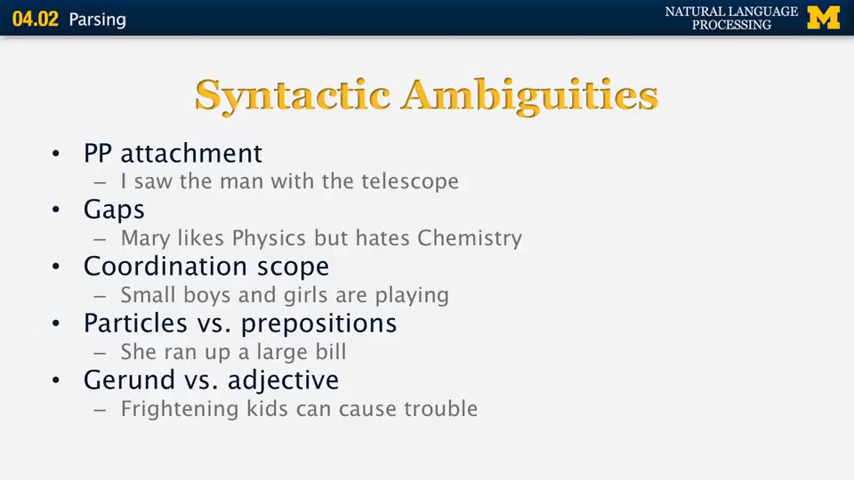 04.02 Parsing
NATURAL LANGUAGE
PROCESSING
M
Syntactic Ambiguities
• PP attachment
– I saw the man with the telescope
• Gaps
– Mary likes Physics but hates Chemistry
• Coordination scope
– Small boys and girls are playing
• Particles vs. prepositions
– She ran up a large bill
• Gerund vs. adjective
– Frightening kids can cause trouble